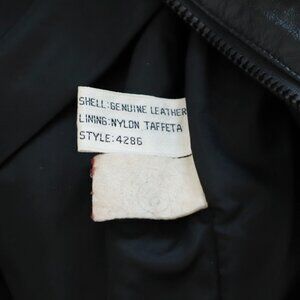 SHELL:GENUINE LEATHER
LINING:NYLON TAFFETA
STYLE:4286